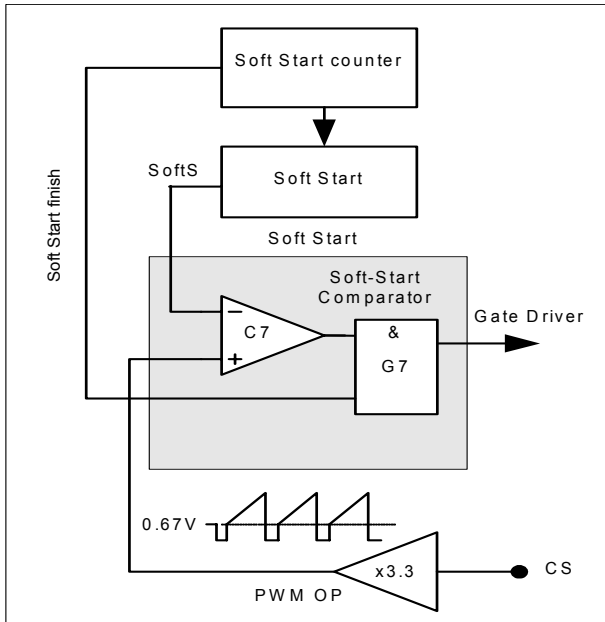 Soft Start counter
SoftS
Soft Start
Soft Start finish
Soft Start
Soft-Start
Comparator
Gate Driver
−
C7
+
&
G7
0.67V
x3.3
CS
PWM OP